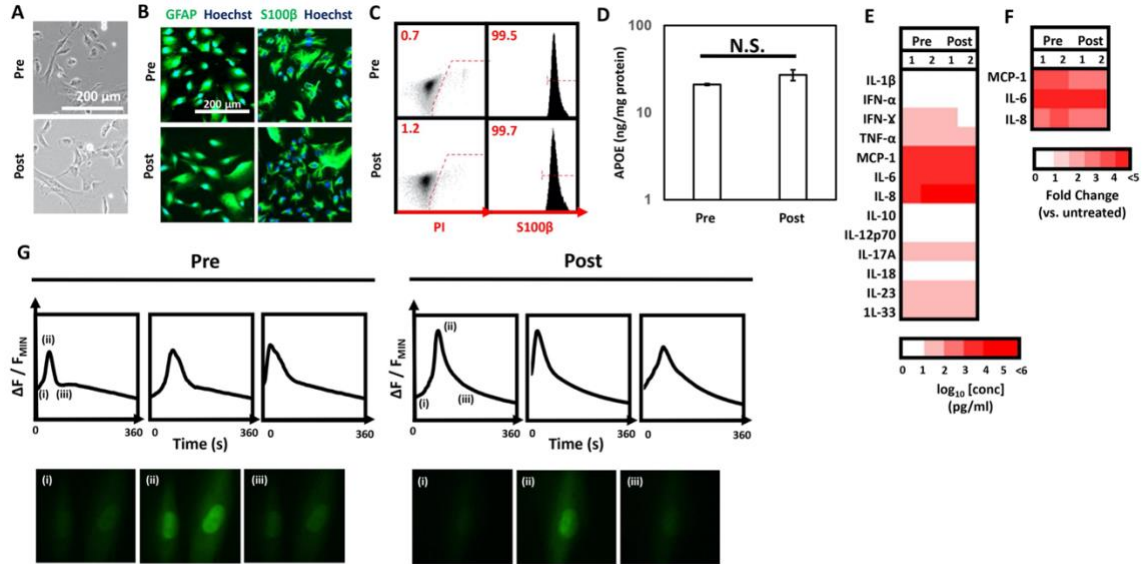 A
Pre
200 µm
Post
B
GFAP Hoechst S100β Hoechst
Pre
200 µm
Post
C
0.7
99.5
Pre
1.2
99.7
Post
PI
S100β
D
100
N.S.
10
1
APOE (ng/mg protein)
Pre
Post
E
Pre Post
1 2 1 2
IL-1β
IFN-α
IFN-Ɣ
TNF-α
MCP-1
IL-6
IL-8
IL-10
IL-12p70
IL-17A
IL-18
IL-23
1L-33
0 1 2 3 4 5 <6
log₁₀ [conc]
(pg/ml)
F
Pre Post
1 2 1 2
MCP-1
IL-6
IL-8
0 1 2 3 4 <5
Fold Change
(vs. untreated)
G
Pre
ΔF / FMIN
(i)
(ii)
(iii)
0 360 0 360 0 360
Time (s)
(i)
(ii)
(iii)
Post
ΔF / FMIN
(i)
(ii)
(iii)
0 360 0 360 0 360
Time (s)
(i)
(ii)
(iii)